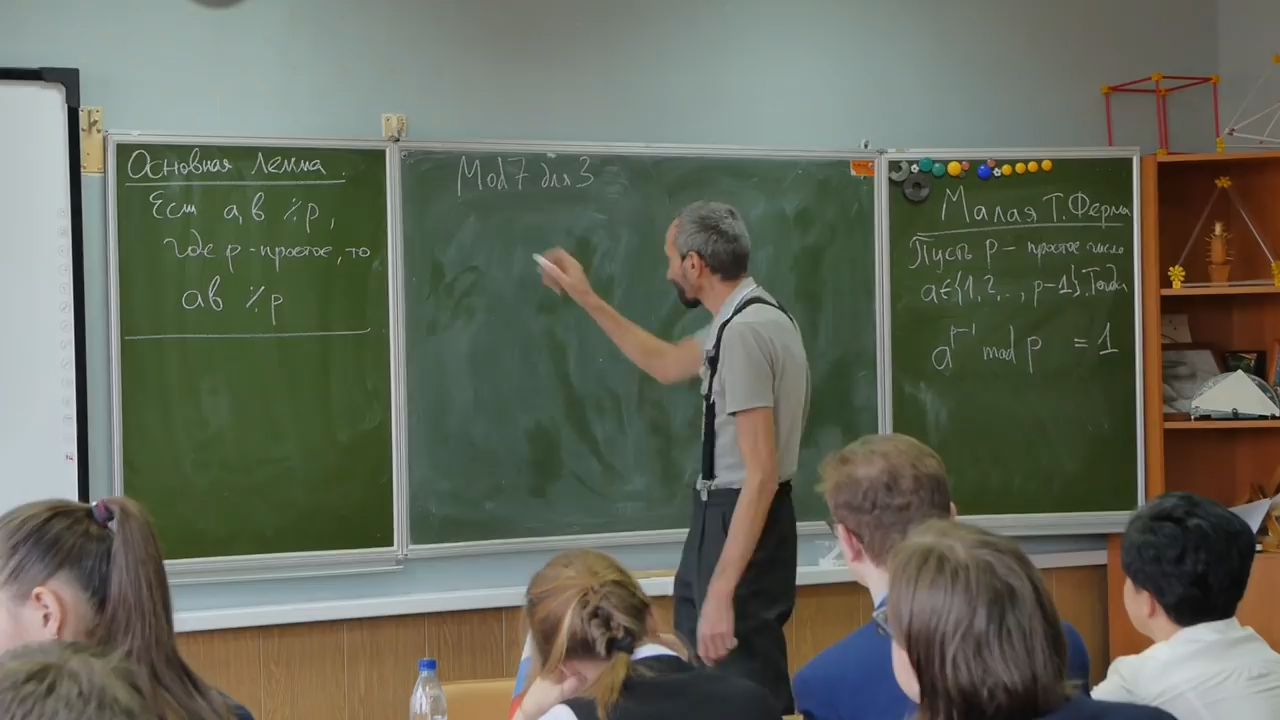 Основная лемма.
Если a, b ٪ p,
где p - простое, то
ab ٪ p
Mod 7 для 3
Малая Т. Ферма
Пусть p - простое число
a∈{1,2,..., p-1}. Тогда
a^{p-1} mod p = 1